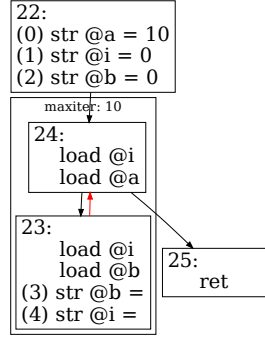 22:
(0) str @a = 10
(1) str @i = 0
(2) str @b = 0
maxiter: 10
24:
load @i
load @a
23:
load @i
load @b
(3) str @b =
(4) str @i =
25:
ret